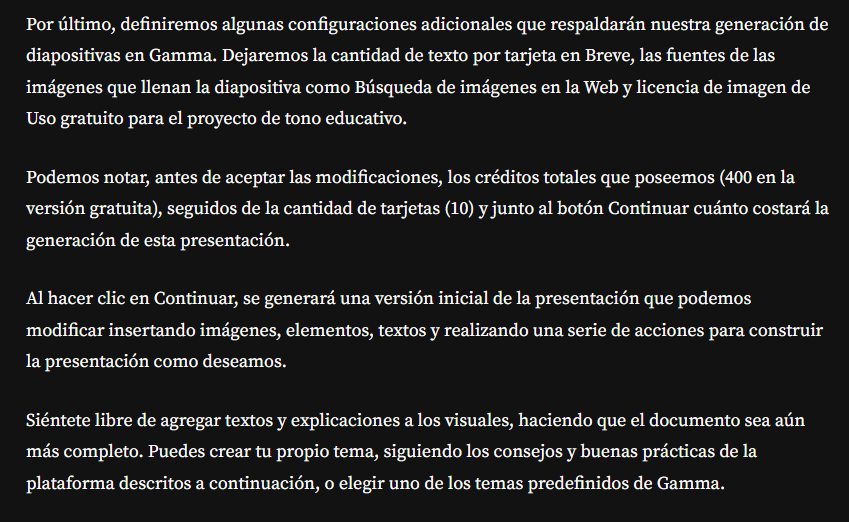 Por último, definiremos algunas configuraciones adicionales que respaldarán nuestra generación de
diapositivas en Gamma. Dejaremos la cantidad de texto por tarjeta en Breve, las fuentes de las
imágenes que llenan la diapositiva como Búsqueda de imágenes en la Web y licencia de imagen de
Uso gratuito para el proyecto de tono educativo.
Podemos notar, antes de aceptar las modificaciones, los créditos totales que poseemos (400 en la
versión gratuita), seguidos de la cantidad de tarjetas (10) y junto al botón Continuar cuánto costará la
generación de esta presentación.
Al hacer clic en Continuar, se generará una versión inicial de la presentación que podemos
modificar insertando imágenes, elementos, textos y realizando una serie de acciones para construir
la presentación como deseamos.
Siéntete libre de agregar textos y explicaciones a los visuales, haciendo que el documento sea aún
más completo. Puedes crear tu propio tema, siguiendo los consejos y buenas prácticas de la
plataforma descritos a continuación, o elegir uno de los temas predefinidos de Gamma.